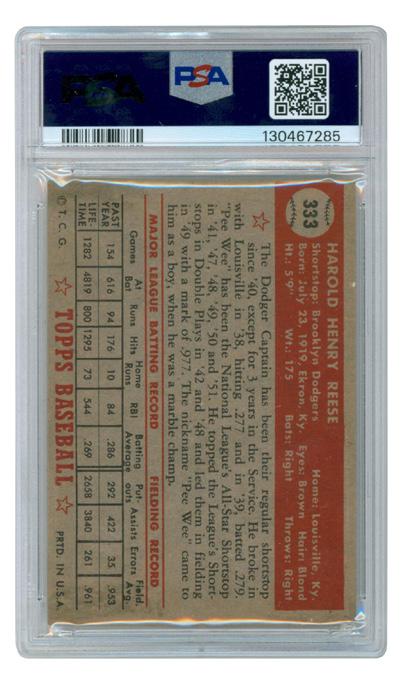 PSA
PSA
130467285
333
HAROLD HENRY REESE
Shortstop: Brooklyn Dodgers Home: Louisville, Ky.
Born: July 23, 1919, Ekron, Ky. Eyes: Brown Hair: Blond
Ht.: 5'9" Wt.: 175 Bats: Right Throws: Right
The Dodger Captain has been their regular shortstop
since '40, except for 3 years in the Service. He broke in
with Louisville in '38, hitting .277 and in '39, batted .279.
"Pee Wee" has been the National League's All-Star Shortstop
in '41, '47, '48, '49, '50 and '51. He topped the League's Short-
stops in Double Plays in '42 and '48 and led them in fielding
in '49 with a mark of .977. The nickname "Pee Wee" came to
him as a boy, when he was a marble champ.
MAJOR LEAGUE BATTING RECORD FIELDING RECORD
Games At Bat Runs Hits Home Runs RBI Batting Average Put-outs Assists Errors Field. Avg.
PAST YEAR 154 616 94 176 10 84 .286 292 422 35 .953
LIFE-TIME 1282 4819 800 1295 73 544 .269 2658 3840 261 .961
© T. C. G. TOPPS BASEBALL PRTD. IN U.S.A.